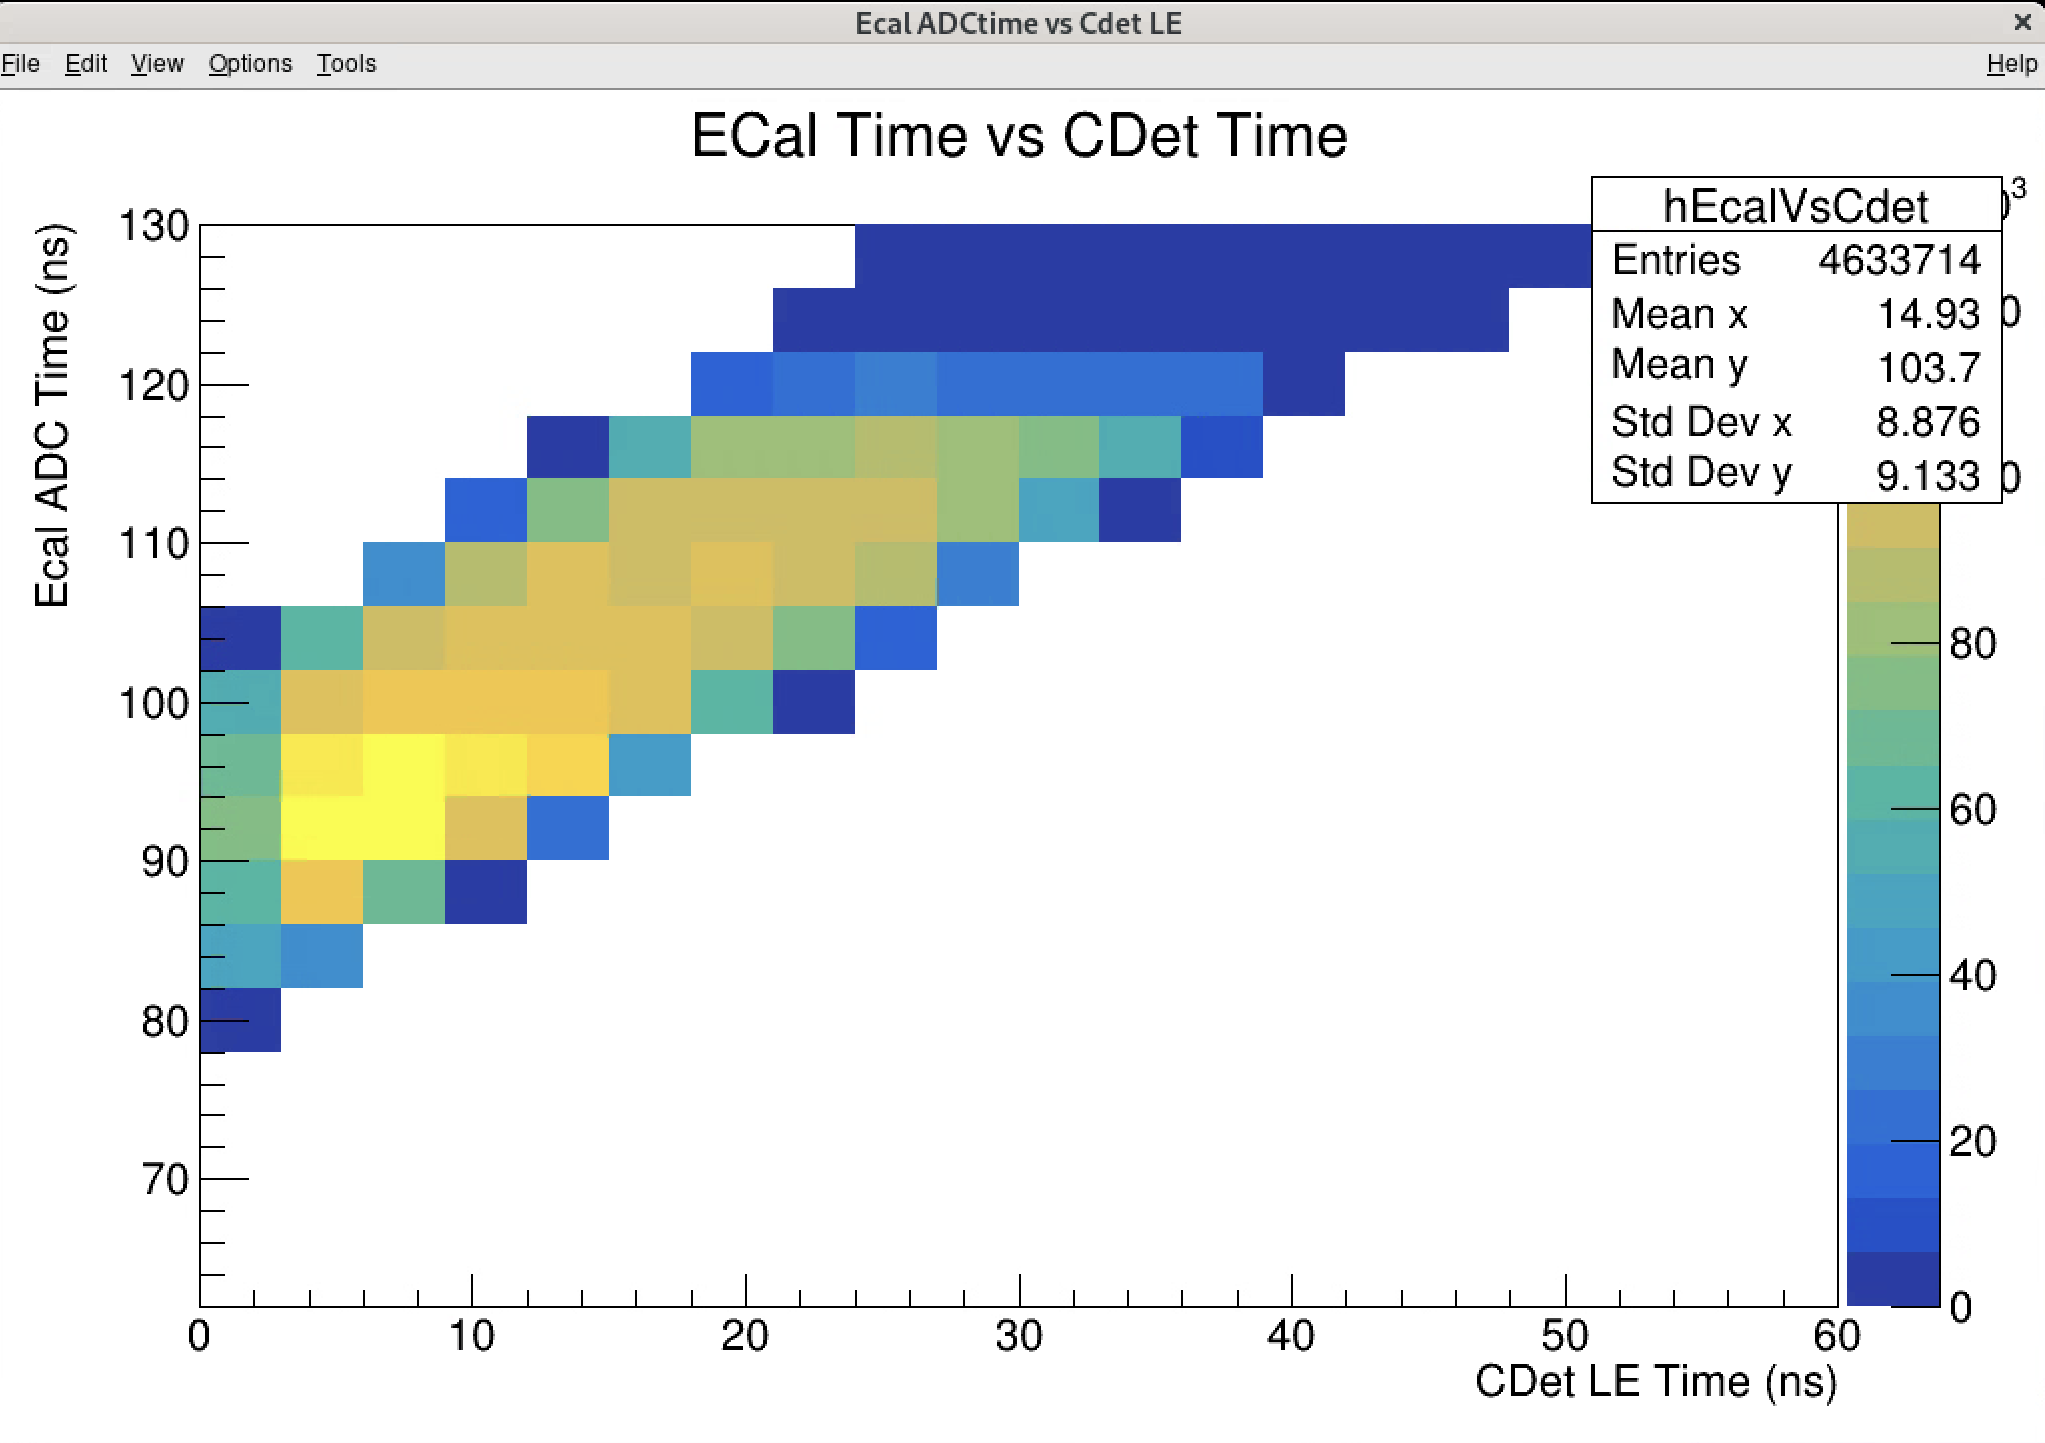 Ecal ADCtime vs Cdet LE
File Edit View Options Tools Help
ECal Time vs CDet Time
hEcalVsCdet
Entries 4633714
Mean x 14.93
Mean y 103.7
Std Dev x 8.876
Std Dev y 9.133
Ecal ADC Time (ns)
130
120
110
100
90
80
70
80
60
40
20
0
0 10 20 30 40 50 60
CDet LE Time (ns)